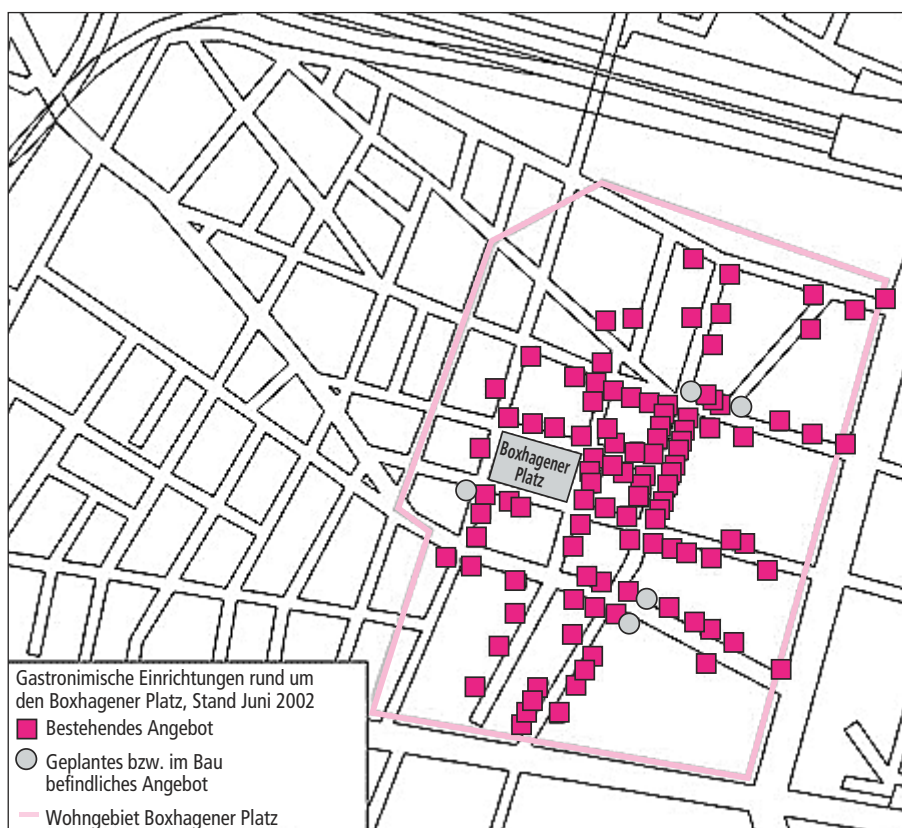 Boxhagener
Platz
Gastronimische Einrichtungen rund um
den Boxhagener Platz, Stand Juni 2002
Bestehendes Angebot
Geplantes bzw. im Bau
befindliches Angebot
Wohngebiet Boxhagener Platz